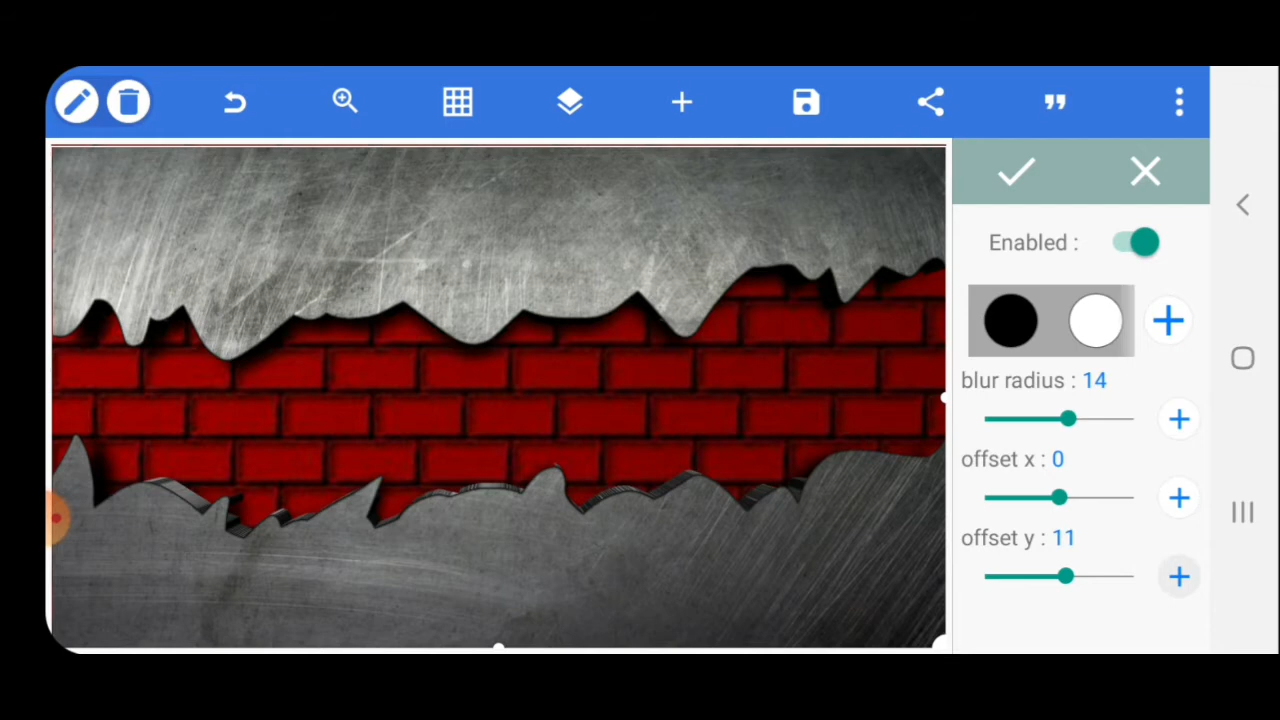 Enabled :
blur radius : 14
offset x : 0
offset y : 11